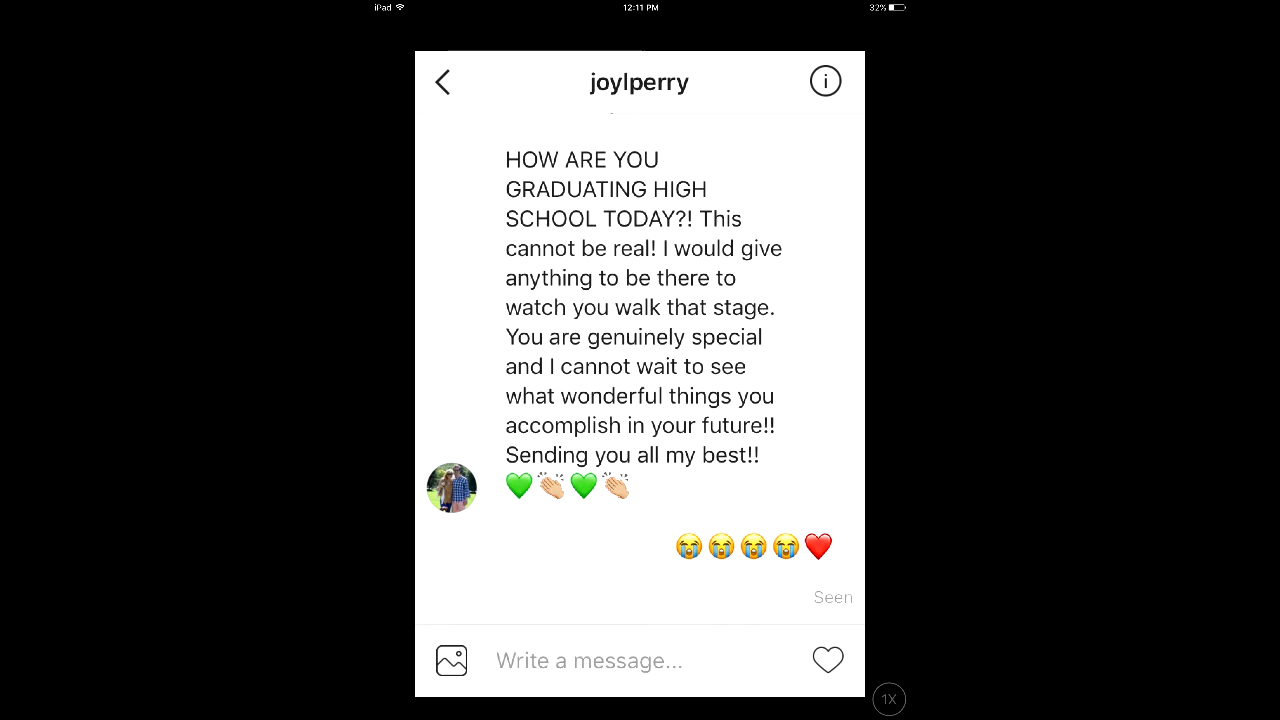 iPad 12:11 PM 32%
joylperry
HOW ARE YOU
GRADUATING HIGH
SCHOOL TODAY?! This
cannot be real! I would give
anything to be there to
watch you walk that stage.
You are genuinely special
and I cannot wait to see
what wonderful things you
accomplish in your future!!
Sending you all my best!!
💚👏🏼💚👏🏼
😭😭😭😭❤️
Seen
Write a message...
1X